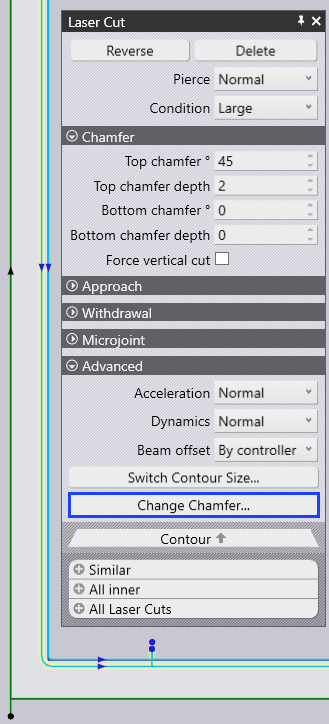 Laser Cut
Reverse Delete
Pierce Normal
Condition Large
Chamfer
Top chamfer ° 45
Top chamfer depth 2
Bottom chamfer ° 0
Bottom chamfer depth 0
Force vertical cut
Approach
Withdrawal
Microjoint
Advanced
Acceleration Normal
Dynamics Normal
Beam offset By controller
Switch Contour Size...
Change Chamfer...
Contour
Similar
All inner
All Laser Cuts